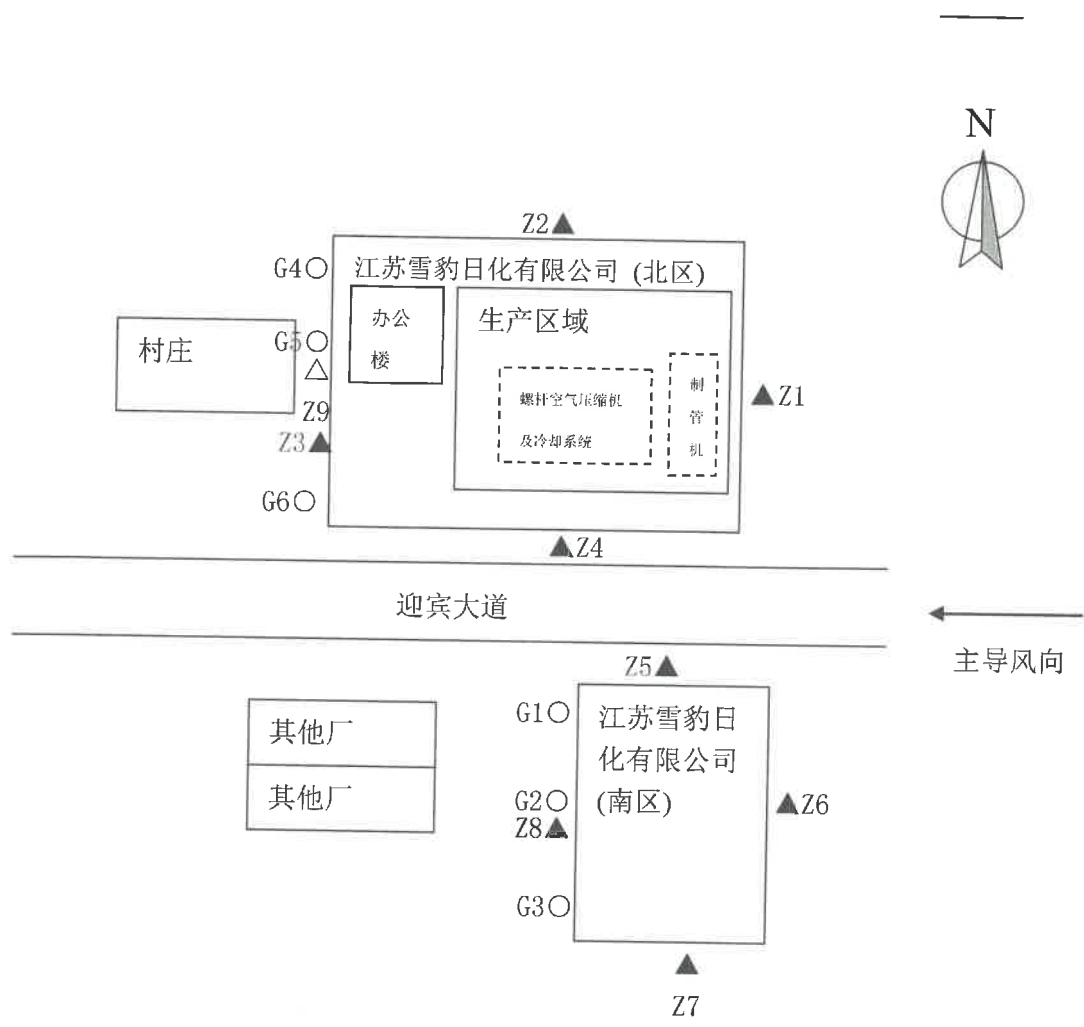 N
Z2▲
G4○
江苏雪豹日化有限公司 (北区)
办公
楼
生产区域
村庄
G5○
△
Z9
Z3▲
螺杆空气压缩机
及冷却系统
制
管
机
▲Z1
G6○
▲Z4
迎宾大道
主导风向
Z5▲
G1○
江苏雪豹日
化有限公司
(南区)
其他厂
其他厂
G2○
Z8▲
▲Z6
G3○
▲
Z7